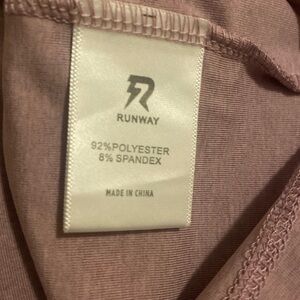 RUNWAY
92%POLYESTER
8% SPANDEX
MADE IN CHINA